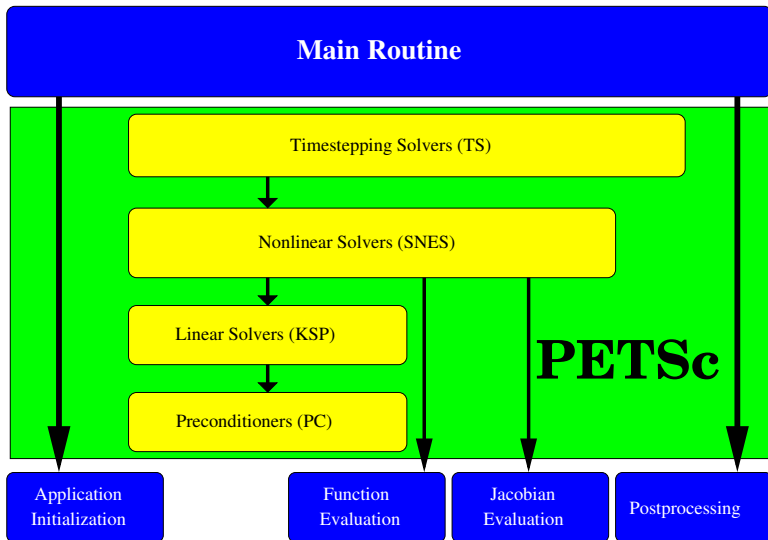 Main Routine
Timestepping Solvers (TS)
Nonlinear Solvers (SNES)
Linear Solvers (KSP)
PETSc
Preconditioners (PC)
Application
Initialization
Function
Evaluation
Jacobian
Evaluation
Postprocessing